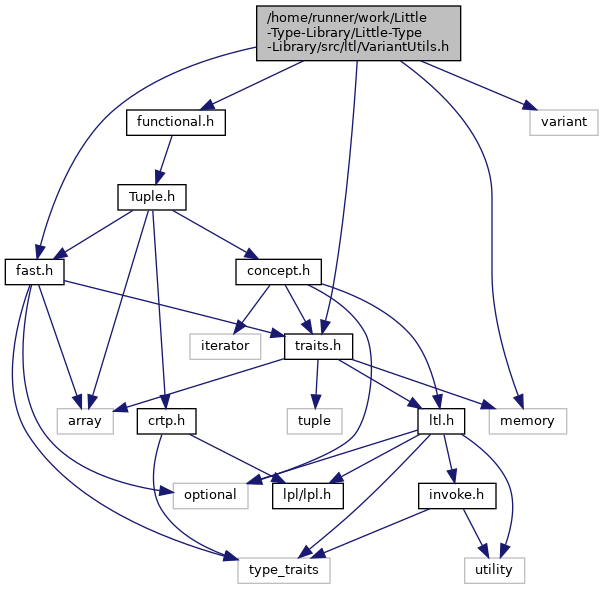 /home/runner/work/Little
-Type-Library/Little-Type
-Library/src/ltl/VariantUtils.h
functional.h
variant
Tuple.h
fast.h
concept.h
iterator
traits.h
array
crtp.h
tuple
ltl.h
memory
optional
lpl/lpl.h
invoke.h
type_traits
utility